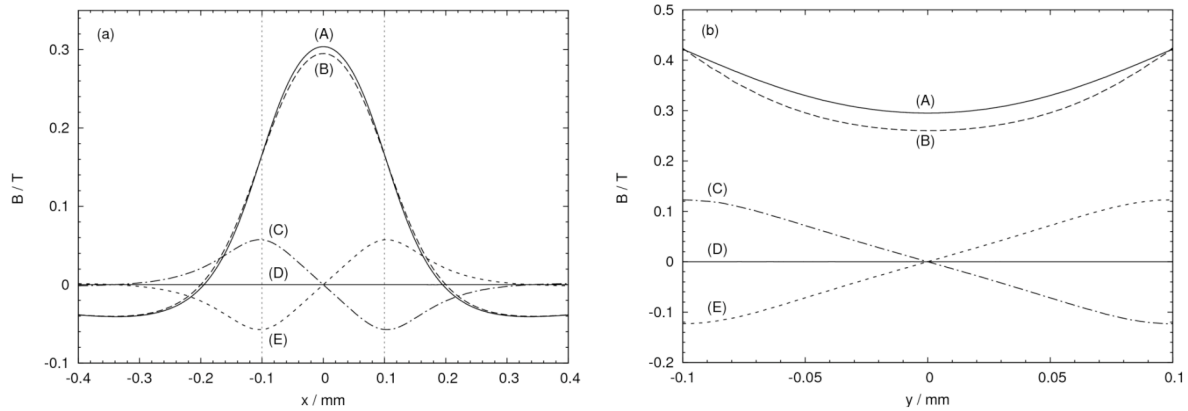 (a)
(A)
(B)
(C)
(D)
(E)
B / T
0.3
0.2
0.1
0
-0.1
-0.4 -0.3 -0.2 -0.1 0 0.1 0.2 0.3 0.4
x / mm
(b)
(A)
(B)
(C)
(D)
(E)
B / T
0.5
0.4
0.3
0.2
0.1
0
-0.1
-0.2
-0.1 -0.05 0 0.05 0.1
y / mm